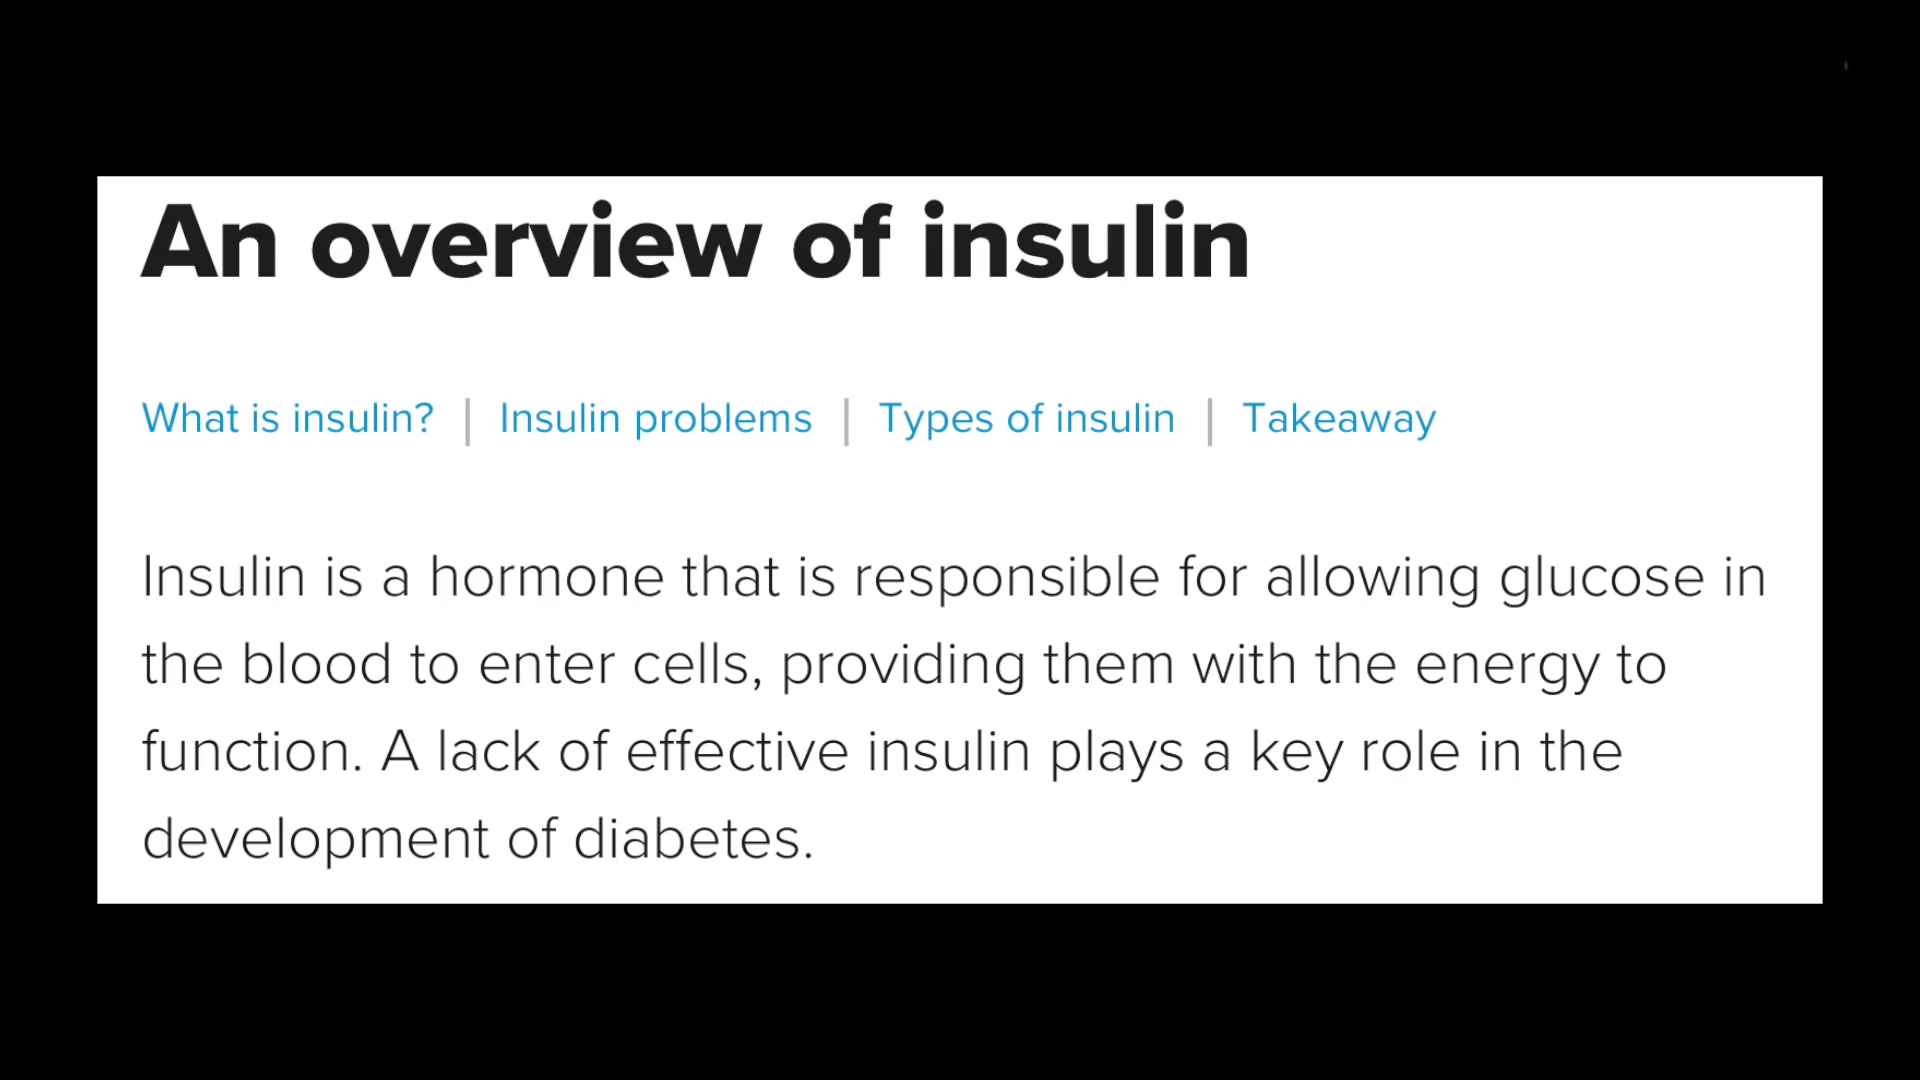 An overview of insulin
What is insulin? | Insulin problems | Types of insulin | Takeaway
Insulin is a hormone that is responsible for allowing glucose in
the blood to enter cells, providing them with the energy to
function. A lack of effective insulin plays a key role in the
development of diabetes.